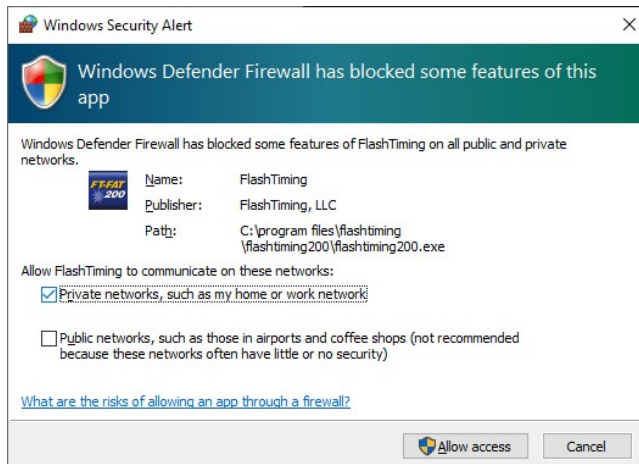 Windows Security Alert
Windows Defender Firewall has blocked some features of this
app
Windows Defender Firewall has blocked some features of FlashTiming on all public and private
networks.
FT-FAT
200
Name: FlashTiming
Publisher: FlashTiming, LLC
Path: C:\program files\flashtiming
\flashtiming200\flashtiming200.exe
Allow FlashTiming to communicate on these networks:
Private networks, such as my home or work network
Public networks, such as those in airports and coffee shops (not recommended
because these networks often have little or no security)
What are the risks of allowing an app through a firewall?
Allow access Cancel